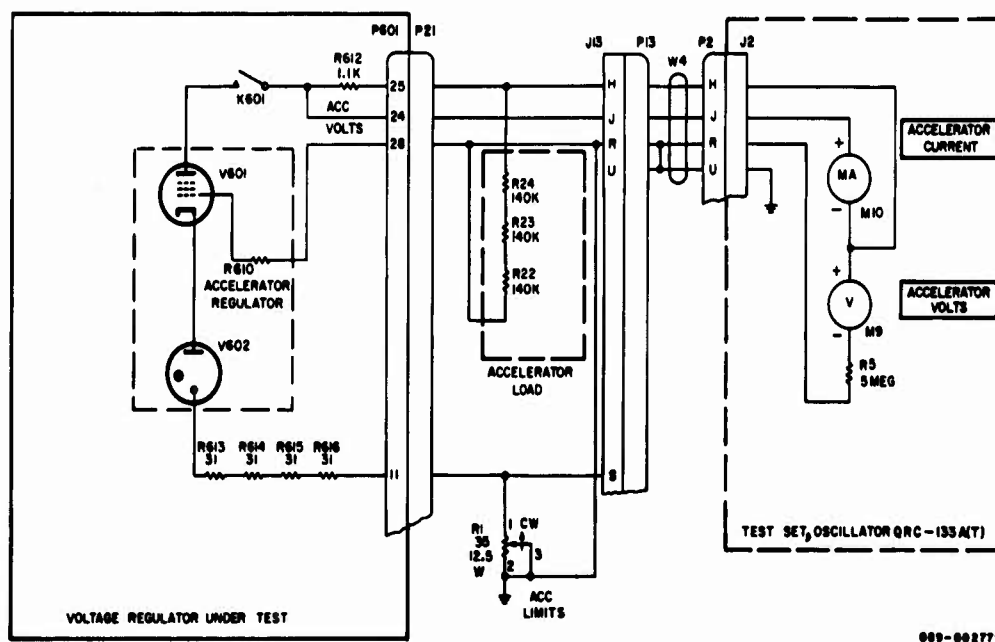 P601 P21
J13 P13 W4 P2 J2
R612
1.1K
K601
25
ACC
24
VOLTS
28
H
J
R
U
H
J
R
U
ACCELERATOR
CURRENT
+
MA
-
M10
V601
R24
140K
R23
140K
R22
140K
R610
ACCELERATOR
REGULATOR
+
V
-
M9
ACCELERATOR
VOLTS
V602
ACCELERATOR
LOAD
R5
5MEG
R613 R614 R615 R616
31 31 31 31
11
S
R1
35
12.5
W
1 CW
3
2
ACC
LIMITS
TEST SET, OSCILLATOR QRC-133A(T)
VOLTAGE REGULATOR UNDER TEST
009-00277